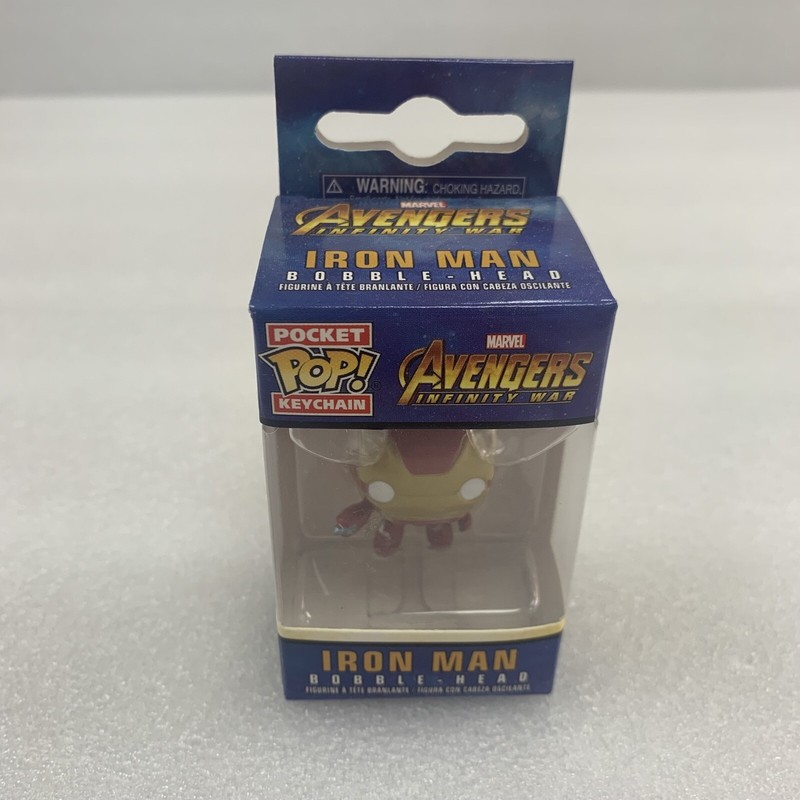 ⚠ WARNING: CHOKING HAZARD.
MARVEL
AVENGERS
INFINITY WAR
IRON MAN
BOBBLE-HEAD
FIGURINE À TÊTE BRANLANTE / FIGURA CON CABEZA OSCILANTE
POCKET
POP!
KEYCHAIN
MARVEL
AVENGERS
INFINITY WAR
IRON MAN
BOBBLE-HEAD
FIGURINE À TÊTE BRANLANTE · FIGURA CON CABEZA OSCILANTE